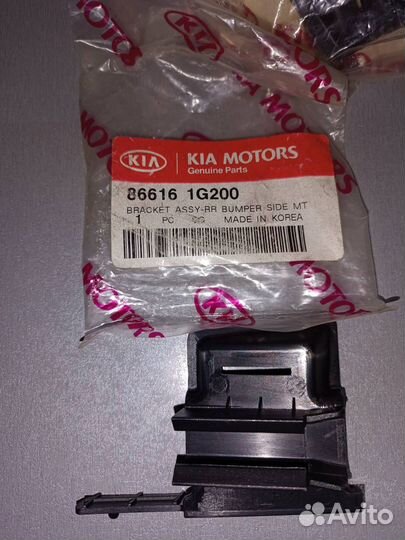 KIA MOTORS
KIA KIA MOTORS
Genuine Parts
86616 1G200
BRACKET ASSY-RR BUMPER SIDE MT
1 PC MADE IN KOREA
KIA MOTORS
Avito